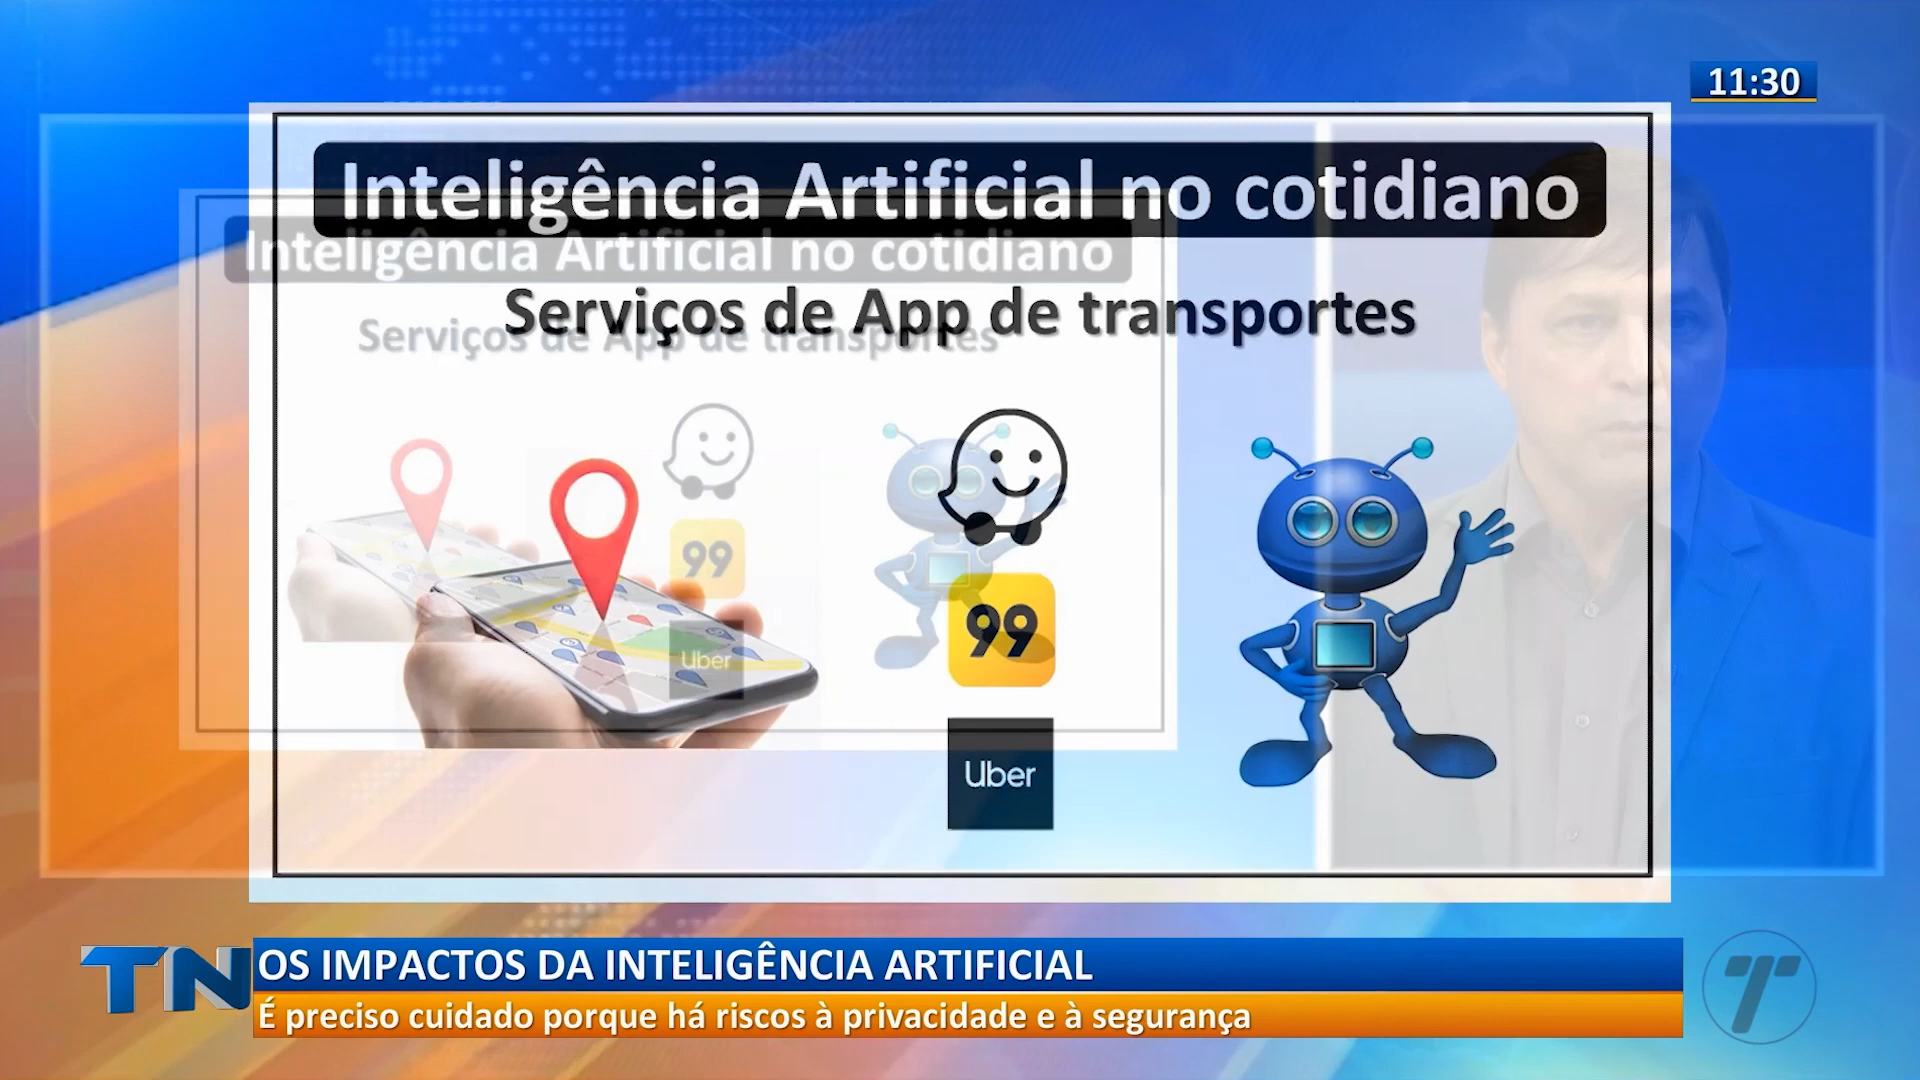 11:30
Inteligência Artificial no cotidiano
Inteligência Artificial no cotidiano
Serviços de App de transportes
Serviços de App de transportes
99
99
Uber
Uber
TN
OS IMPACTOS DA INTELIGÊNCIA ARTIFICIAL
É preciso cuidado porque há riscos à privacidade e à segurança
T